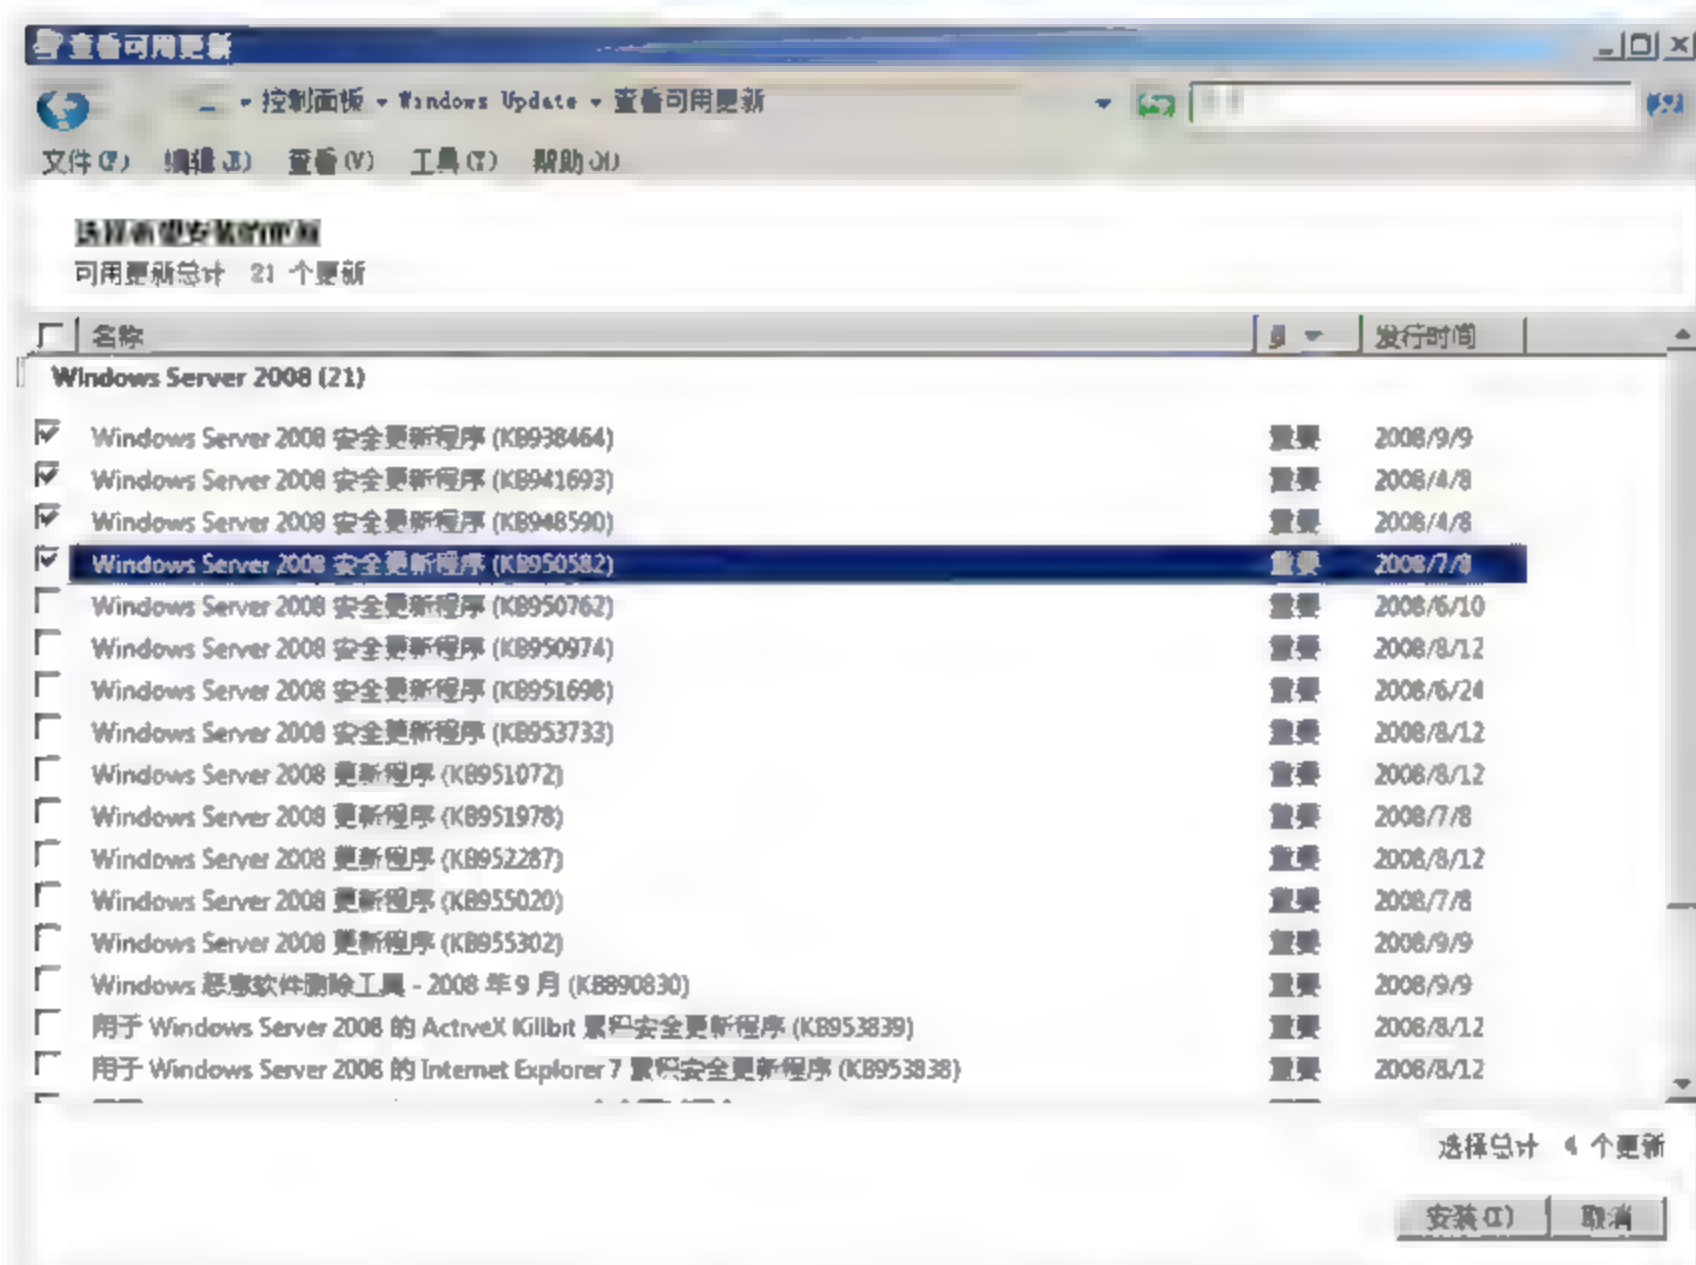 查看可用更新
控制面板 Windows Update 查看可用更新
文件(F) 编辑(E) 查看(V) 工具(T) 帮助(H)
选择希望安装的更新
可用更新总计 21 个更新
名称 发行时间
Windows Server 2008 (21)
Windows Server 2008 安全更新程序 (KB938464) 重要 2008/9/9
Windows Server 2008 安全更新程序 (KB941693) 重要 2008/4/8
Windows Server 2008 安全更新程序 (KB948590) 重要 2008/4/8
Windows Server 2008 安全更新程序 (KB950582) 重要 2008/7/8
Windows Server 2008 安全更新程序 (KB950762) 重要 2008/6/10
Windows Server 2008 安全更新程序 (KB950974) 重要 2008/8/12
Windows Server 2008 安全更新程序 (KB951698) 重要 2008/6/24
Windows Server 2008 安全更新程序 (KB953733) 重要 2008/8/12
Windows Server 2008 更新程序 (KB951072) 重要 2008/8/12
Windows Server 2008 更新程序 (KB951978) 重要 2008/7/8
Windows Server 2008 更新程序 (KB952287) 重要 2008/8/12
Windows Server 2008 更新程序 (KB955020) 重要 2008/7/8
Windows Server 2008 更新程序 (KB955302) 重要 2008/9/9
Windows 恶意软件删除工具 - 2008 年 9 月 (KB890830) 重要 2008/9/9
用于 Windows Server 2008 的 ActiveX Killbit 累积安全更新程序 (KB953839) 重要 2008/8/12
用于 Windows Server 2008 的 Internet Explorer 7 累积安全更新程序 (KB953838) 重要 2008/8/12
选择总计 4 个更新
安装(I) 取消